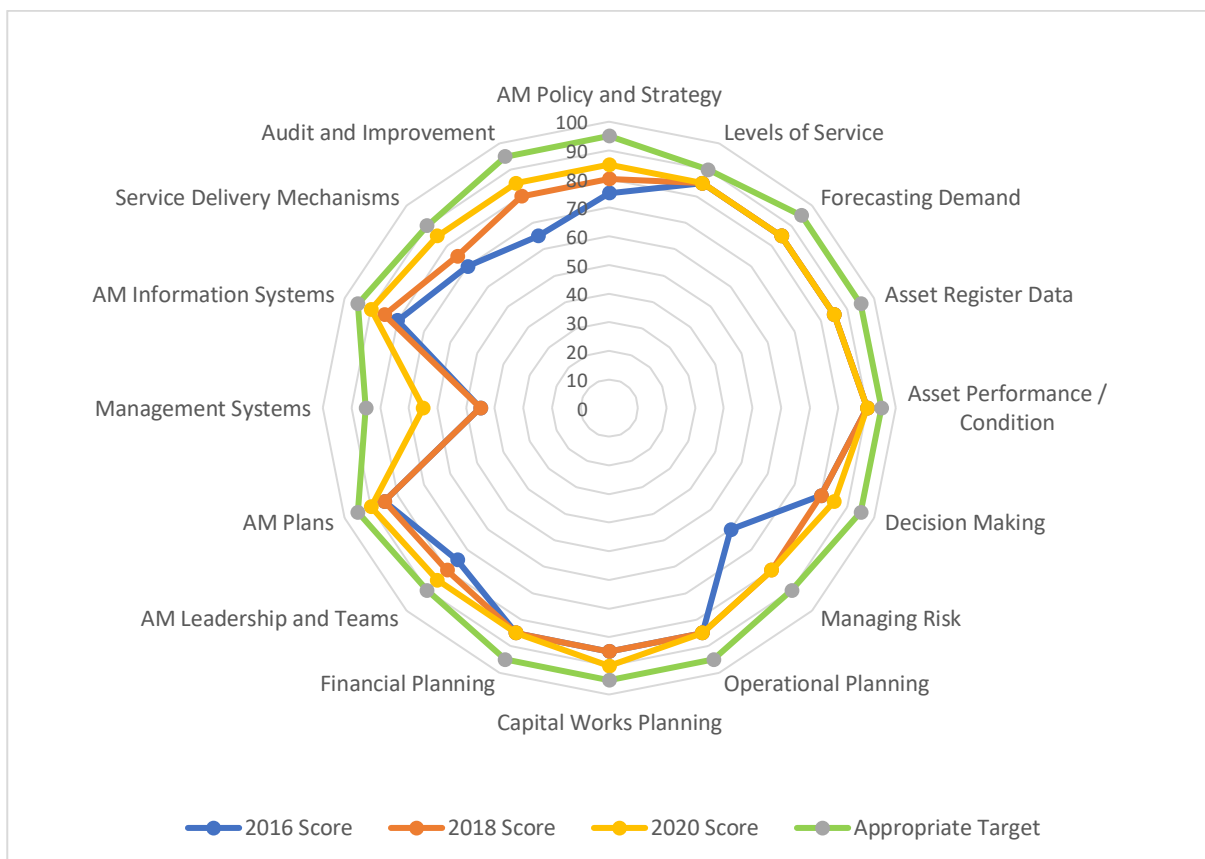 AM Policy and Strategy
Audit and Improvement
Levels of Service
Service Delivery Mechanisms
Forecasting Demand
AM Information Systems
Asset Register Data
Management Systems
Asset Performance /
Condition
AM Plans
Decision Making
AM Leadership and Teams
Managing Risk
Financial Planning
Operational Planning
Capital Works Planning
100
90
80
70
60
50
40
30
20
10
0
2016 Score
2018 Score
2020 Score
Appropriate Target